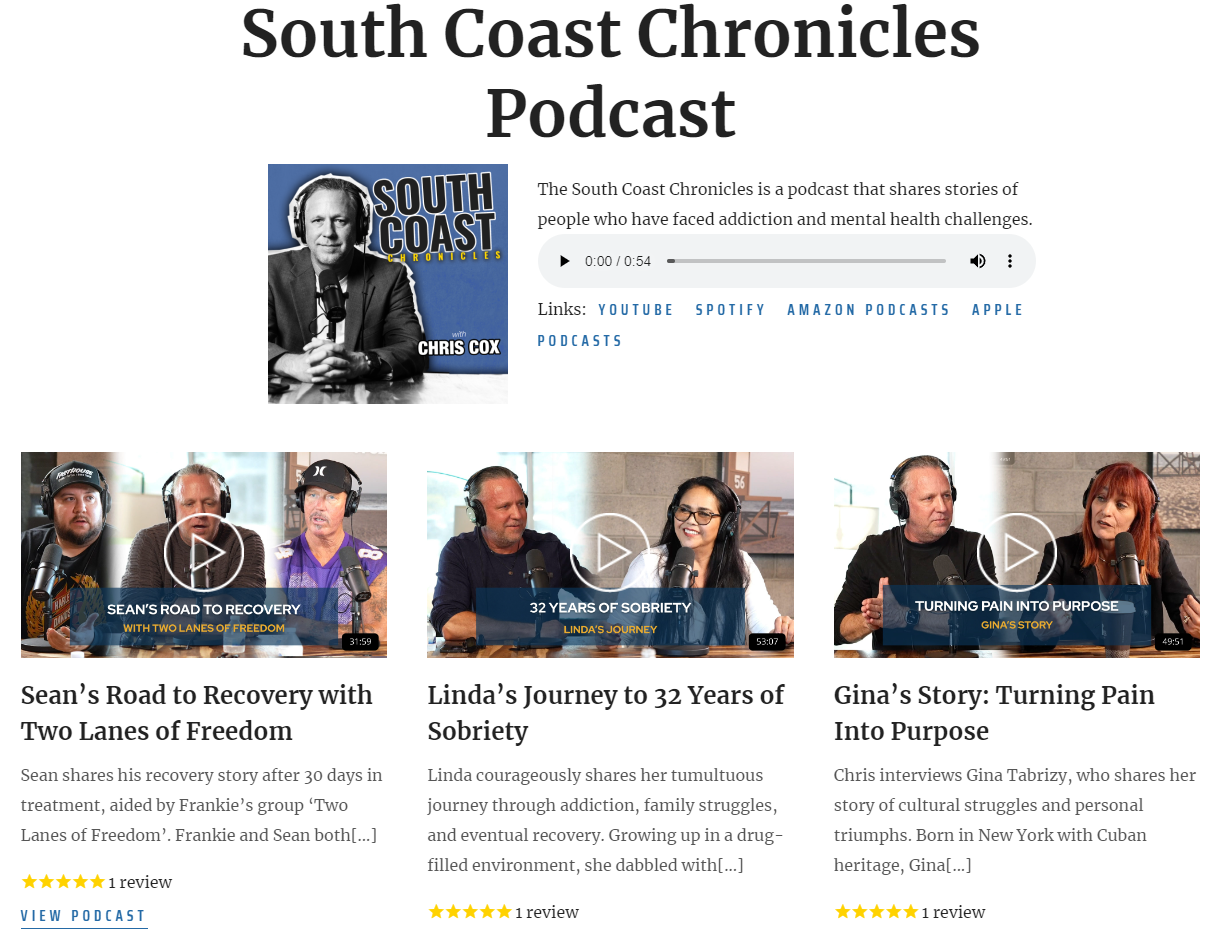 South Coast Chronicles
Podcast
SOUTH
COAST
CHRONICLES
with
CHRIS COX
The South Coast Chronicles is a podcast that shares stories of
people who have faced addiction and mental health challenges.
0:00 / 0:54
Links: YOUTUBE SPOTIFY AMAZON PODCASTS APPLE
PODCASTS
FASTHOUSE
SEAN'S ROAD TO RECOVERY
WITH TWO LANES OF FREEDOM
31:59
56
32 YEARS OF SOBRIETY
LINDA'S JOURNEY
53:07
TURNING PAIN INTO PURPOSE
GINA'S STORY
49:51
Sean’s Road to Recovery with
Two Lanes of Freedom
Sean shares his recovery story after 30 days in
treatment, aided by Frankie’s group ‘Two
Lanes of Freedom’. Frankie and Sean both[...]
1 review
VIEW PODCAST
Linda’s Journey to 32 Years of
Sobriety
Linda courageously shares her tumultuous
journey through addiction, family struggles,
and eventual recovery. Growing up in a drug-
filled environment, she dabbled with[...]
1 review
Gina’s Story: Turning Pain
Into Purpose
Chris interviews Gina Tabrizy, who shares her
story of cultural struggles and personal
triumphs. Born in New York with Cuban
heritage, Gina[...]
1 review